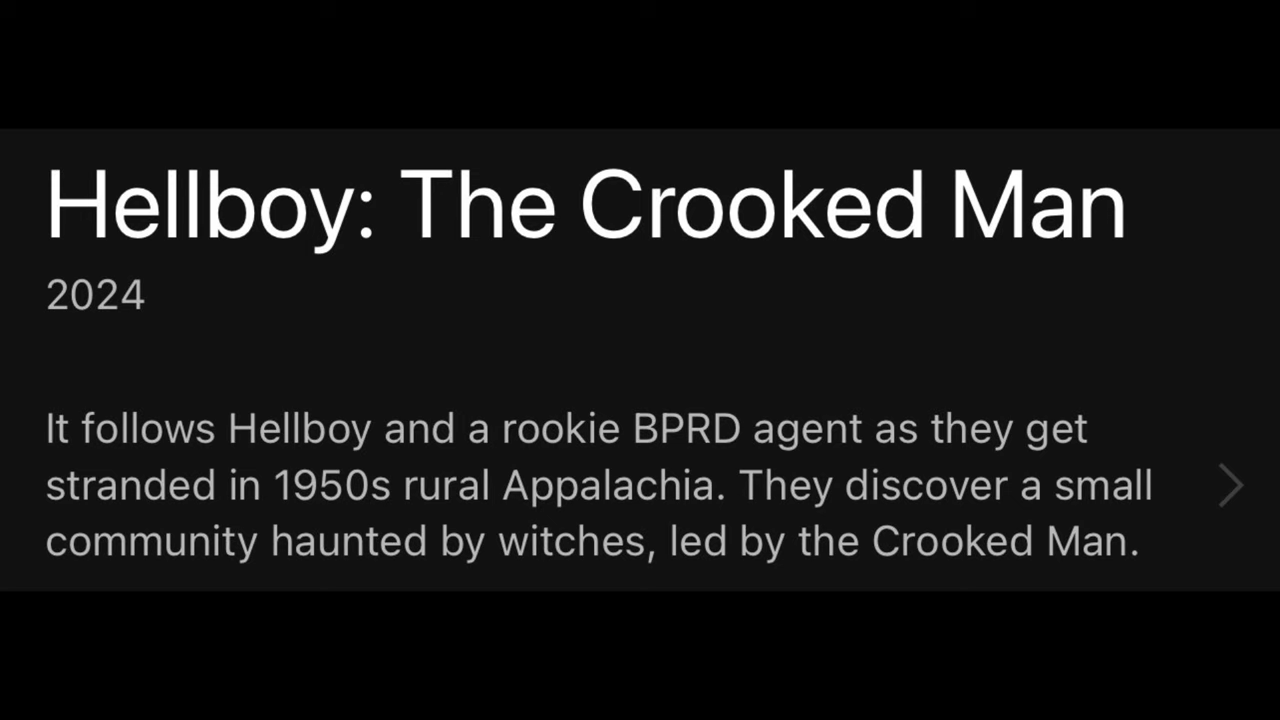 Hellboy: The Crooked Man
2024
It follows Hellboy and a rookie BPRD agent as they get
stranded in 1950s rural Appalachia. They discover a small
community haunted by witches, led by the Crooked Man.